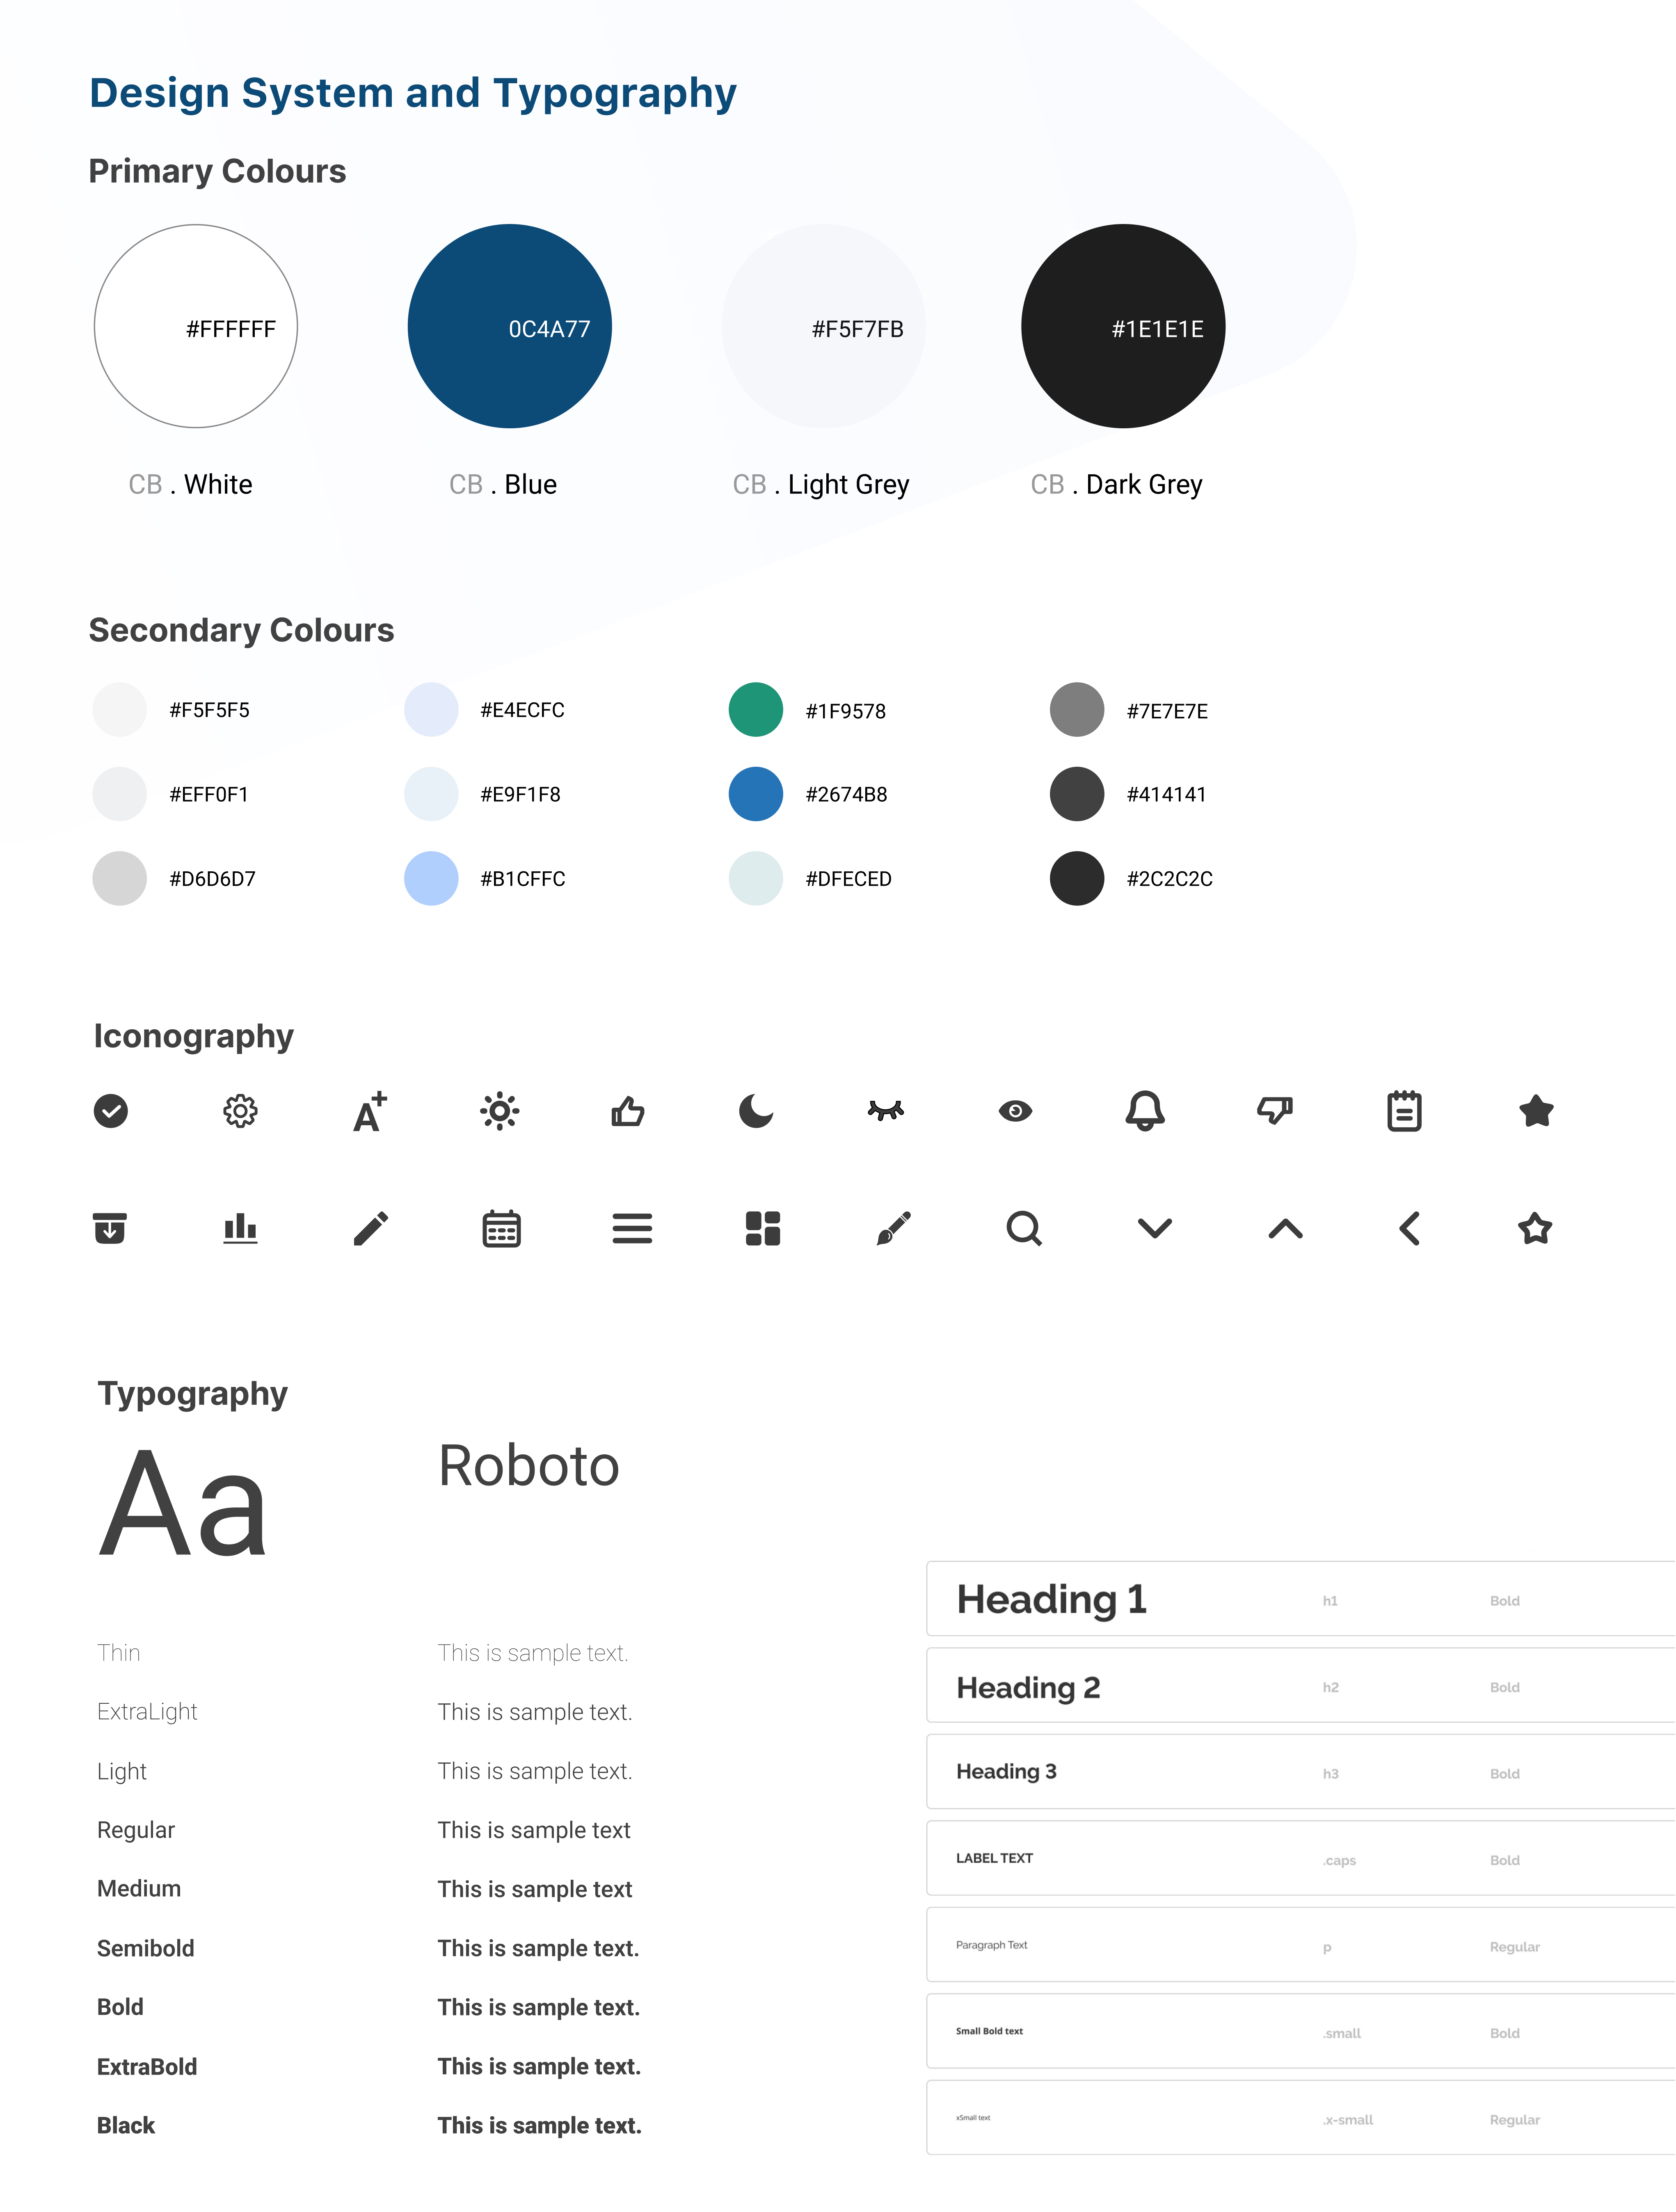 Design System and Typography
Primary Colours
#FFFFFF
0C4A77
#F5F7FB
#1E1E1E
CB . White
CB . Blue
CB . Light Grey
CB . Dark Grey
Secondary Colours
#F5F5F5
#E4ECFC
#1F9578
#7E7E7E
#EFF0F1
#E9F1F8
#2674B8
#414141
#D6D6D7
#B1CFFC
#DFECED
#2C2C2C
Iconography
A+
Typography
Aa
Roboto
Thin
This is sample text.
ExtraLight
This is sample text.
Light
This is sample text.
Regular
This is sample text
Medium
This is sample text
Semibold
This is sample text.
Bold
This is sample text.
ExtraBold
This is sample text.
Black
This is sample text.
Heading 1 h1 Bold
Heading 2 h2 Bold
Heading 3 h3 Bold
LABEL TEXT .caps Bold
Paragraph Text p Regular
Small Bold text .small Bold
xSmall text .x-small Regular